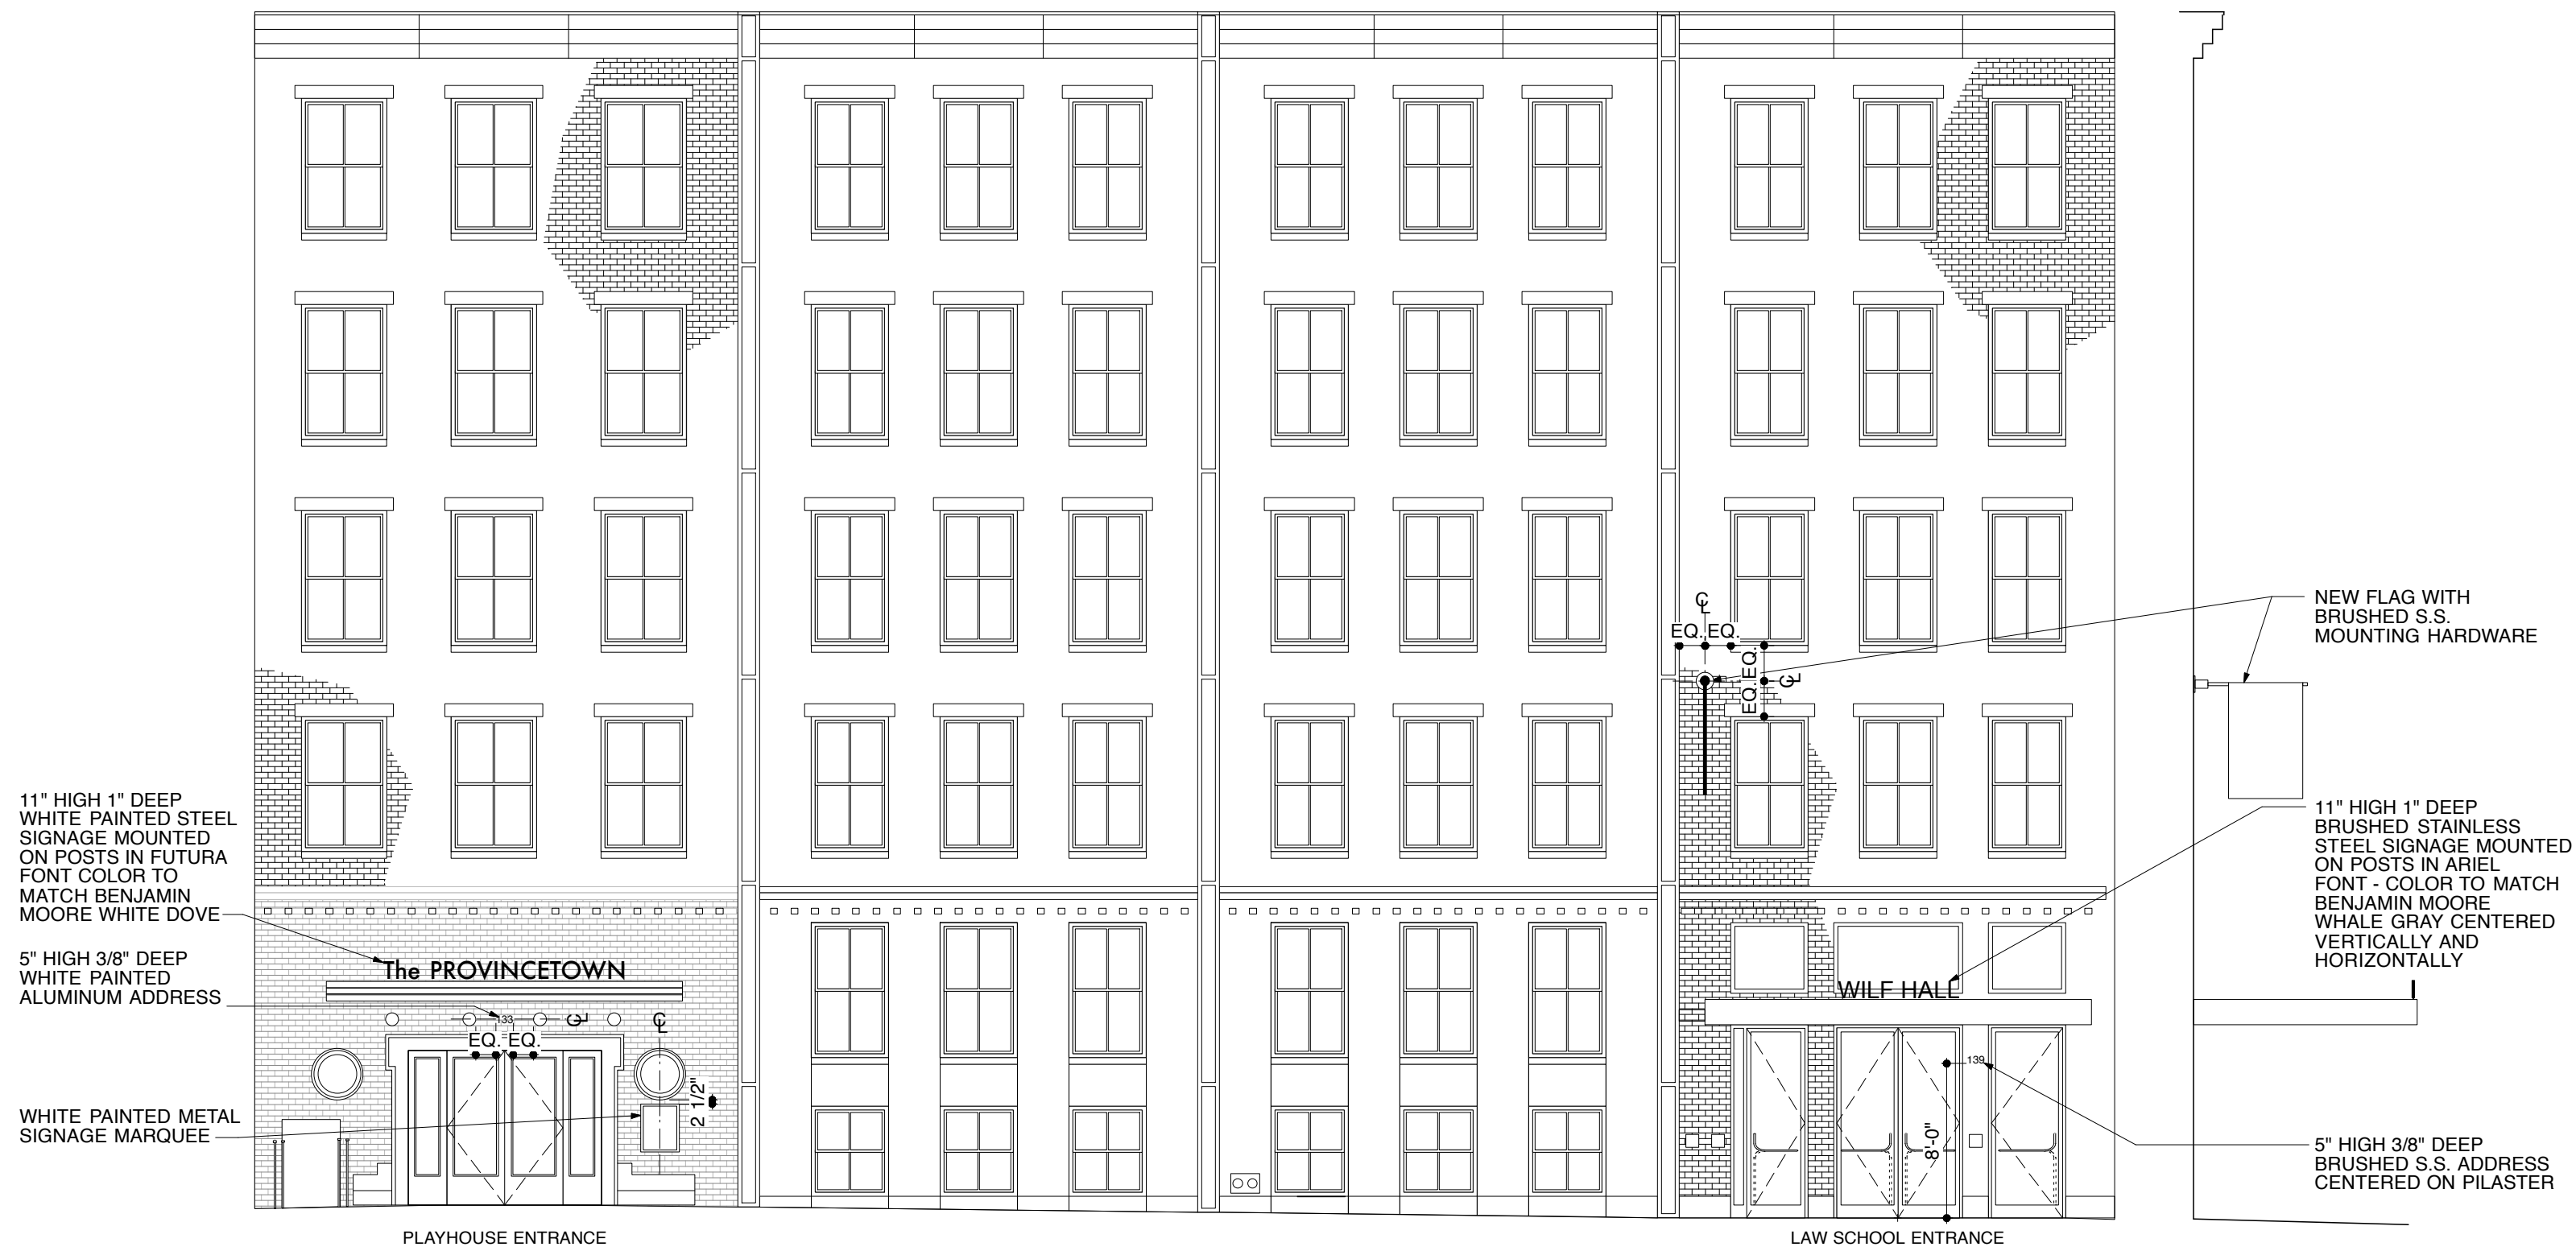 NEW FLAG WITH
BRUSHED S.S.
MOUNTING HARDWARE
℄
EQ. EQ.
EQ. EQ.
℄
11" HIGH 1" DEEP
WHITE PAINTED STEEL
SIGNAGE MOUNTED
ON POSTS IN FUTURA
FONT COLOR TO
MATCH BENJAMIN
MOORE WHITE DOVE
11" HIGH 1" DEEP
BRUSHED STAINLESS
STEEL SIGNAGE MOUNTED
ON POSTS IN ARIEL
FONT - COLOR TO MATCH
BENJAMIN MOORE
WHALE GRAY CENTERED
VERTICALLY AND
HORIZONTALLY
5" HIGH 3/8" DEEP
WHITE PAINTED
ALUMINUM ADDRESS
The PROVINCETOWN
WILF HALL
133
℄
℄
EQ. EQ.
139
2 1/2"
WHITE PAINTED METAL
SIGNAGE MARQUEE
8'-0"
5" HIGH 3/8" DEEP
BRUSHED S.S. ADDRESS
CENTERED ON PILASTER
PLAYHOUSE ENTRANCE
LAW SCHOOL ENTRANCE